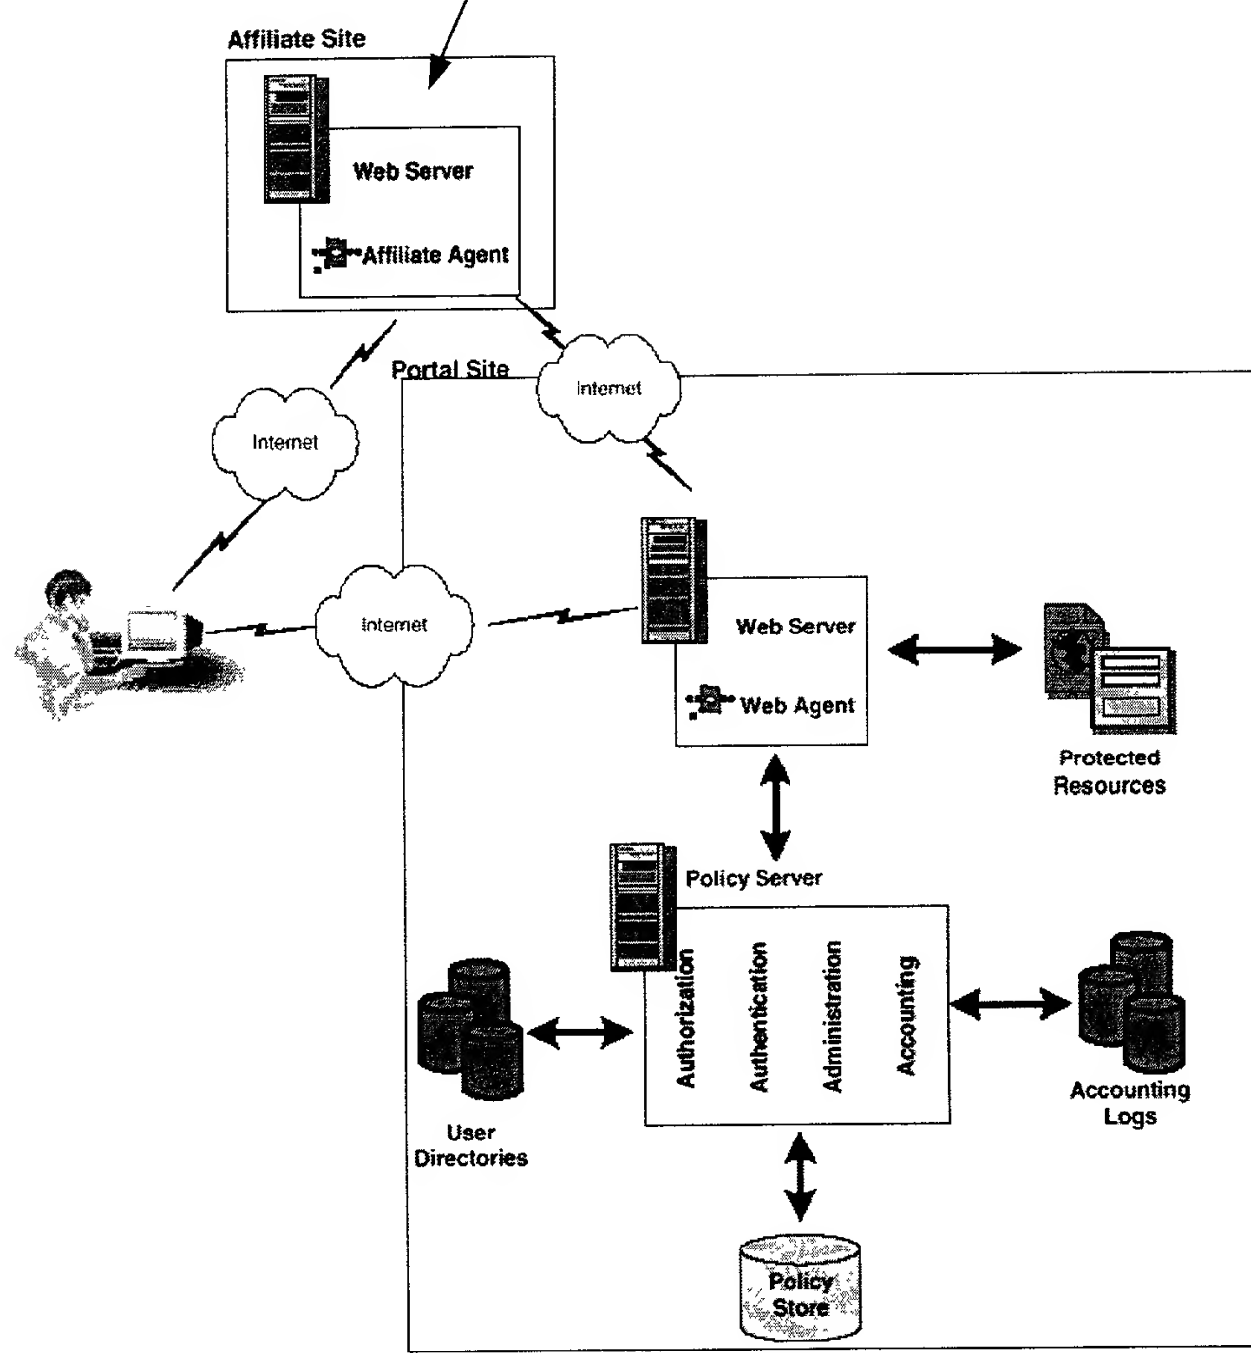 Affiliate Site
Web Server
Affiliate Agent
Portal Site
Internet
Internet
Internet
Web Server
Web Agent
Protected
Resources
Policy Server
Authorization
Authentication
Administration
Accounting
User
Directories
Accounting
Logs
Policy
Store